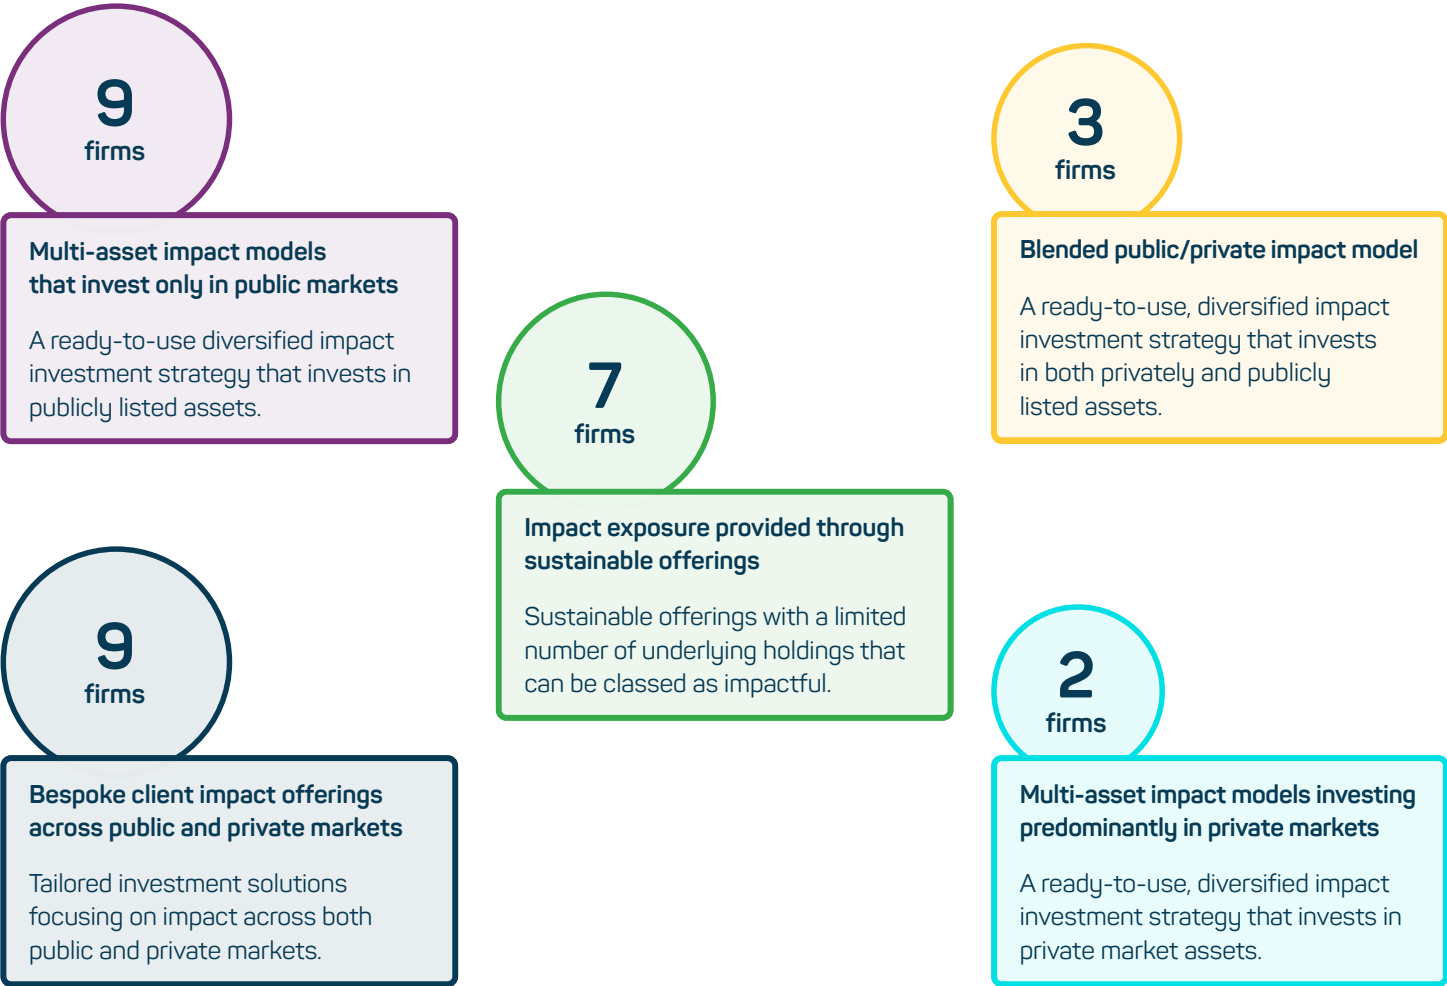 9
firms
Multi-asset impact models
that invest only in public markets
A ready-to-use diversified impact
investment strategy that invests in
publicly listed assets.
3
firms
Blended public/private impact model
A ready-to-use, diversified impact
investment strategy that invests
in both privately and publicly
listed assets.
7
firms
Impact exposure provided through
sustainable offerings
Sustainable offerings with a limited
number of underlying holdings that
can be classed as impactful.
9
firms
Bespoke client impact offerings
across public and private markets
Tailored investment solutions
focusing on impact across both
public and private markets.
2
firms
Multi-asset impact models investing
predominantly in private markets
A ready-to-use, diversified impact
investment strategy that invests in
private market assets.